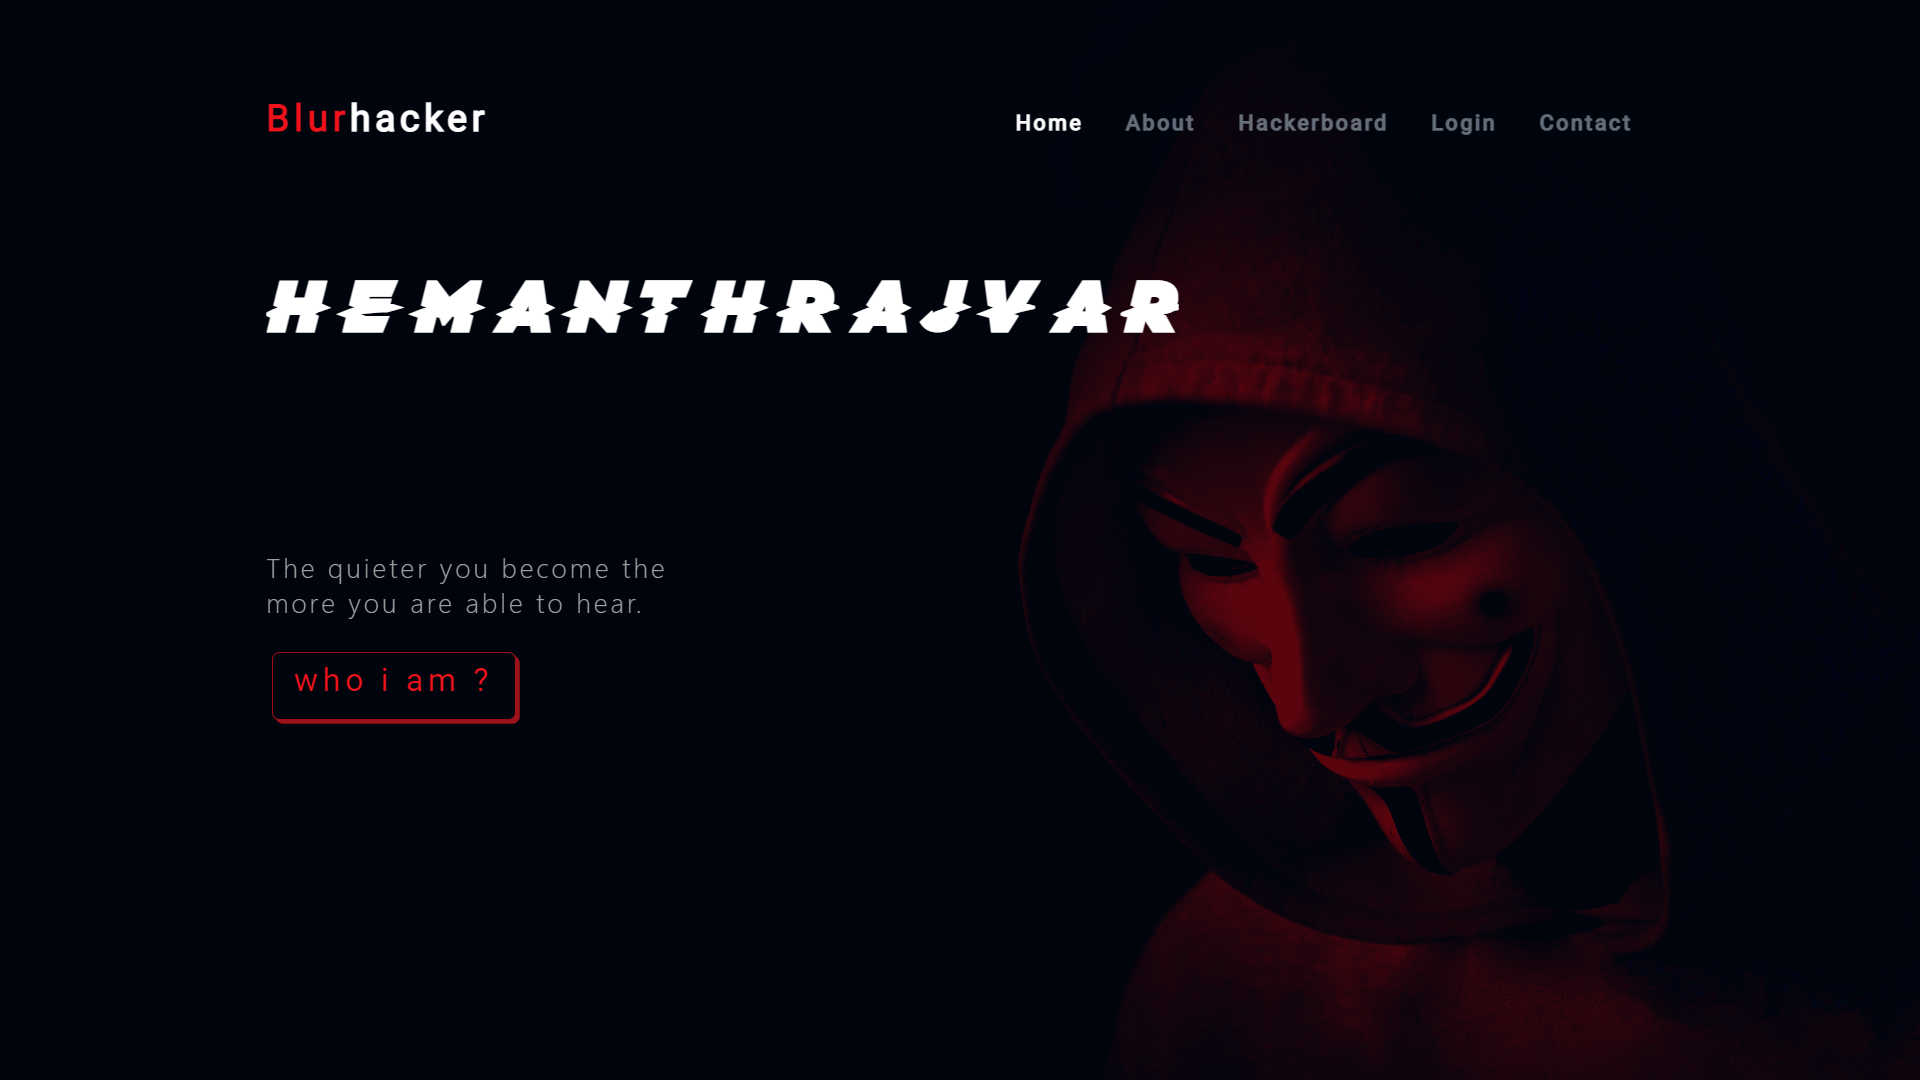 Blurhacker
Home About Hackerboard Login Contact
HEMANTHRAJVAR
The quieter you become the
more you are able to hear.
who i am ?